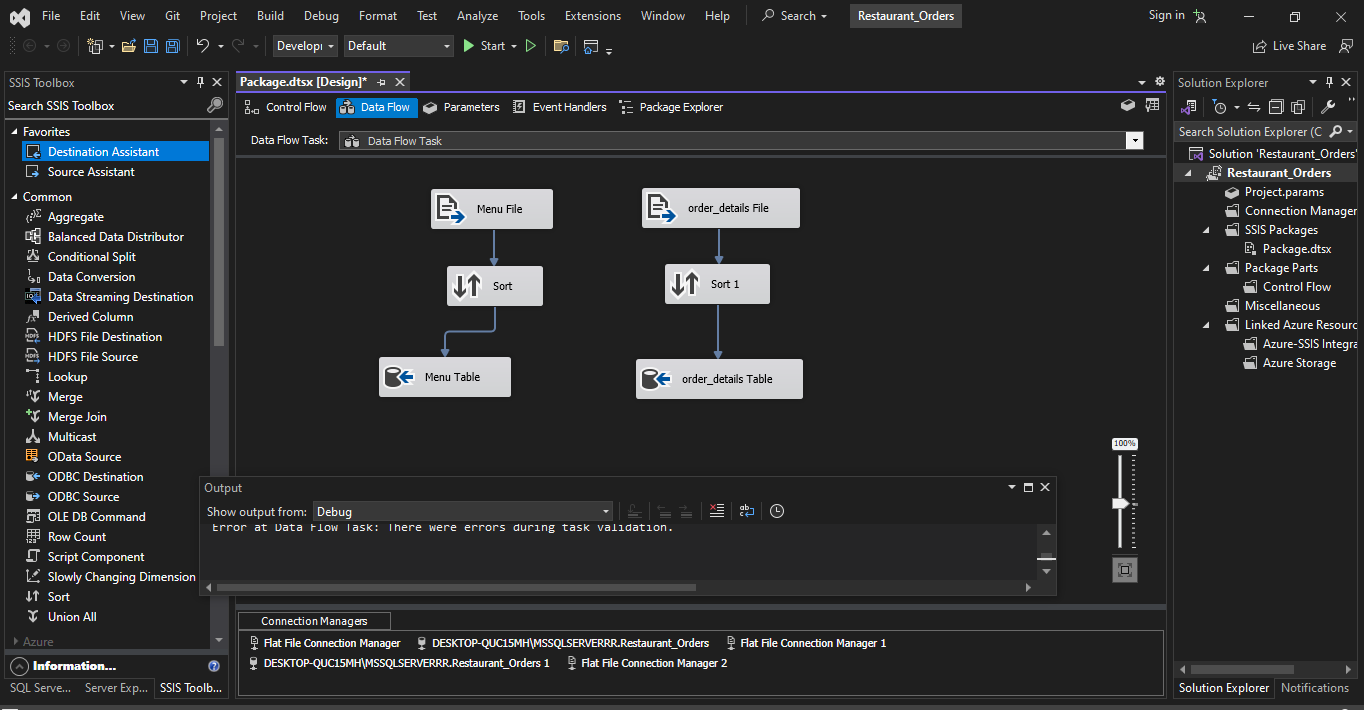 File Edit View Git Project Build Debug Format Test Analyze Tools Extensions Window Help Search Restaurant_Orders Sign in
Developi Default Start Live Share
SSIS Toolbox
Search SSIS Toolbox
Favorites
Destination Assistant
Source Assistant
Common
Aggregate
Balanced Data Distributor
Conditional Split
Data Conversion
Data Streaming Destination
Derived Column
HDFS File Destination
HDFS File Source
Lookup
Merge
Merge Join
Multicast
OData Source
ODBC Destination
ODBC Source
OLE DB Command
Row Count
Script Component
Slowly Changing Dimension
Sort
Union All
Azure
Information...
SQL Serve... Server Exp... SSIS Toolb...
Package.dtsx [Design]*
Control Flow Data Flow Parameters Event Handlers Package Explorer
Data Flow Task: Data Flow Task
Menu File order_details File
Sort Sort 1
Menu Table order_details Table
100%
Output
Show output from: Debug
Error at Data Flow Task: There were errors during task validation.
Connection Managers
Flat File Connection Manager DESKTOP-QUC15MH\MSSQLSERVERRR.Restaurant_Orders Flat File Connection Manager 1
DESKTOP-QUC15MH\MSSQLSERVERRR.Restaurant_Orders 1 Flat File Connection Manager 2
Solution Explorer
Search Solution Explorer (C
Solution 'Restaurant_Orders'
Restaurant_Orders
Project.params
Connection Manager
SSIS Packages
Package.dtsx
Package Parts
Control Flow
Miscellaneous
Linked Azure Resourc
Azure-SSIS Integra
Azure Storage
Solution Explorer Notifications